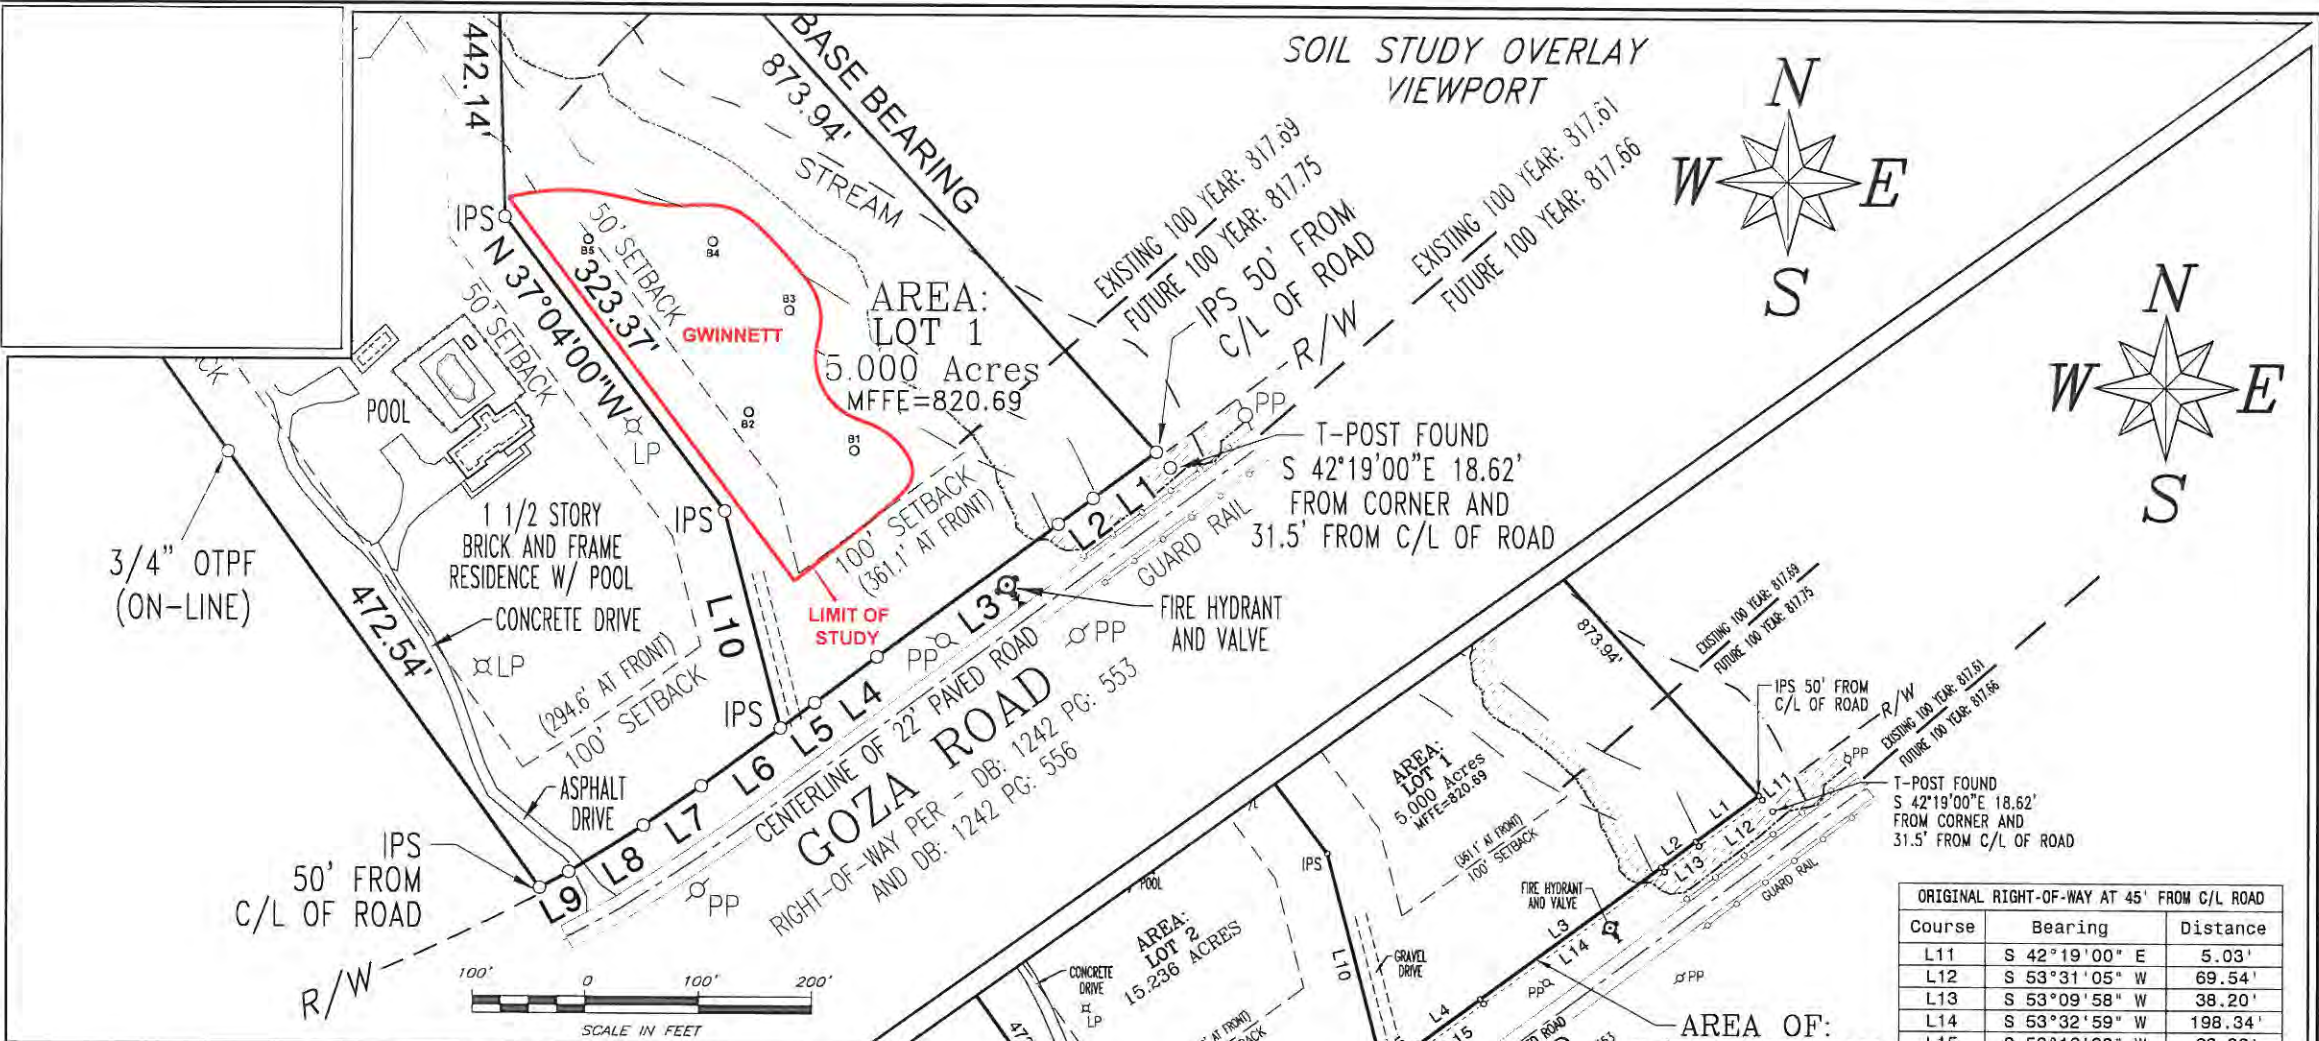 SOIL STUDY OVERLAY
VIEWPORT
N
W E
S
N
W E
S
442.14'
BASE BEARING
873.94'
STREAM
EXISTING 100 YEAR: 817.69
FUTURE 100 YEAR: 817.75
EXISTING 100 YEAR: 817.61
FUTURE 100 YEAR: 817.66
IPS 50' FROM
C/L OF ROAD
R/W
IPS
N 37°04'00"W
323.37'
50' SETBACK
50' SETBACK
B5
B4
B3
B2
B1
GWINNETT
AREA:
LOT 1
5.000 Acres
MFFE=820.69
PP
T-POST FOUND
S 42°19'00"E 18.62'
FROM CORNER AND
31.5' FROM C/L OF ROAD
CK
POOL
LP
IPS
1 1/2 STORY
BRICK AND FRAME
RESIDENCE W/ POOL
3/4" OTPF
(ON-LINE)
472.54'
CONCRETE DRIVE
LP
L10
LIMIT OF
STUDY
100' SETBACK
(361.1' AT FRONT)
L1
L2
L3
GUARD RAIL
FIRE HYDRANT
AND VALVE
PP
PP
(294.6' AT FRONT)
100' SETBACK
IPS
L4
L5
L6
L7
L8
L9
CENTERLINE OF 22' PAVED ROAD
GOZA ROAD
RIGHT-OF-WAY PER - DB: 1242 PG: 553
AND DB: 1242 PG: 556
ASPHALT
DRIVE
IPS
50' FROM
C/L OF ROAD
PP
R/W
100' 0 100' 200'
SCALE IN FEET
873.94'
EXISTING 100 YEAR: 817.69
FUTURE 100 YEAR: 817.75
IPS 50' FROM
C/L OF ROAD
R/W
EXISTING 100 YEAR: 817.61
FUTURE 100 YEAR: 817.66
PP
T-POST FOUND
S 42°19'00"E 18.62'
FROM CORNER AND
31.5' FROM C/L OF ROAD
AREA:
LOT 1
5.000 Acres
MFFE=820.69
(361.1' AT FRONT)
100' SETBACK
L11
L1
L12
L2
L13
GUARD RAIL
FIRE HYDRANT
AND VALVE
L3
L14
IPS
POOL
AREA:
LOT 2
15.236 ACRES
CONCRETE
DRIVE
LP
L10
GRAVEL
DRIVE
PP
PP
L4
AREA OF:
ORIGINAL RIGHT-OF-WAY AT 45' FROM C/L ROAD
Course Bearing Distance
L11 S 42°19'00" E 5.03'
L12 S 53°31'05" W 69.54'
L13 S 53°09'58" W 38.20'
L14 S 53°32'59" W 198.34'